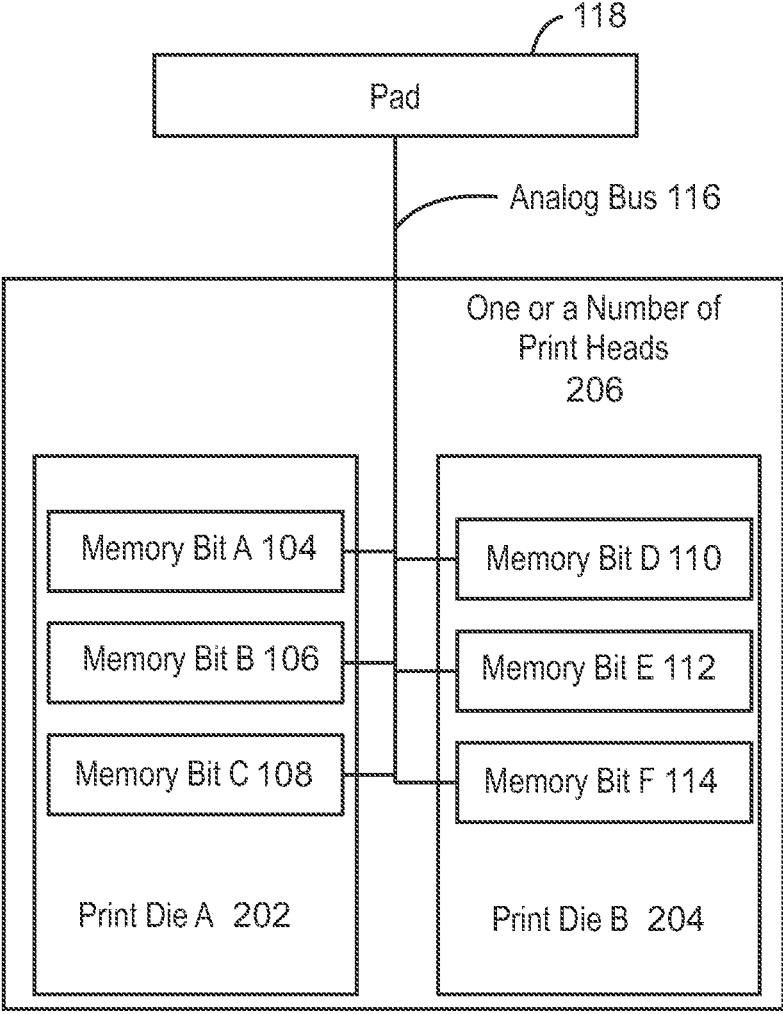 118
Pad
Analog Bus 116
One or a Number of
Print Heads
206
Memory Bit A 104
Memory Bit B 106
Memory Bit C 108
Print Die A 202
Memory Bit D 110
Memory Bit E 112
Memory Bit F 114
Print Die B 204